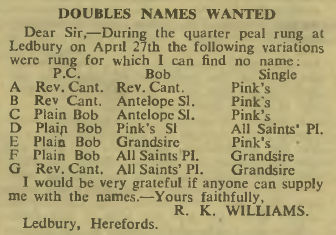 DOUBLES NAMES WANTED
Dear Sir,—During the quarter peal rung at
Ledbury on April 27th the following variations
were rung for which I can find no name:
P.C. Bob Single
A Rev. Cant. Rev. Cant. Pink's
B Rev. Cant. Antelope Sl. Pink's
C Plain Bob Antelope Sl. Pink's
D Plain Bob Pink's Sl All Saints' Pl.
E Plain Bob Grandsire Pink's
F Plain Bob All Saints Pl. Grandsire
G Rev. Cant. All Saints' Pl. Grandsire
I would be very grateful if anyone can supply
me with the names.—Yours faithfully,
R. K. WILLIAMS.
Ledbury, Herefords.